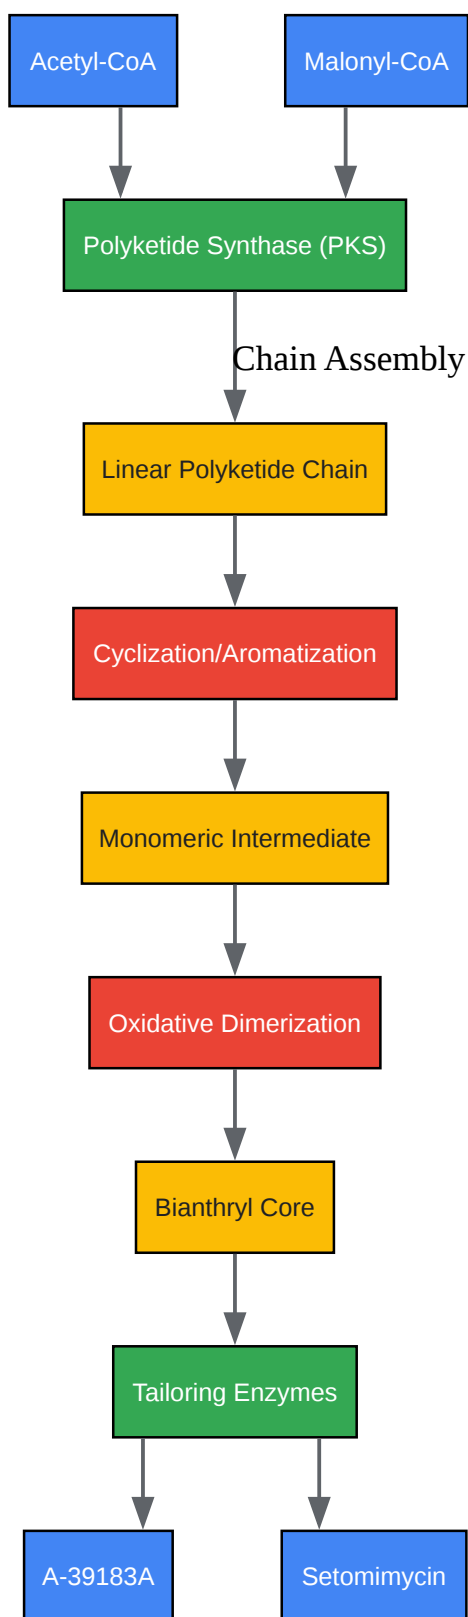 Acetyl-CoA
Malonyl-CoA
Polyketide Synthase (PKS)
Chain Assembly
Linear Polyketide Chain
Cyclization/Aromatization
Monomeric Intermediate
Oxidative Dimerization
Bianthryl Core
Tailoring Enzymes
A-39183A
Setomimycin